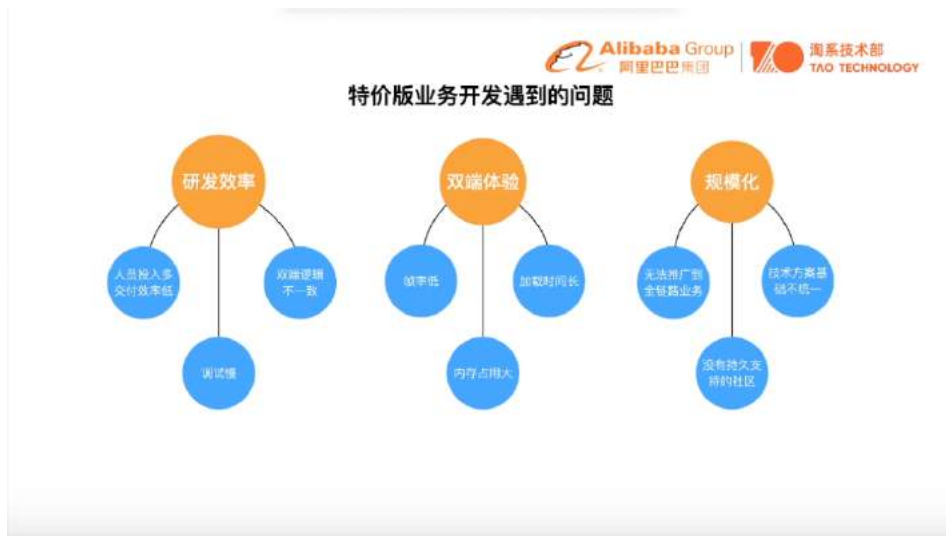 Alibaba Group
阿里巴巴集团
淘系技术部
TAO TECHNOLOGY
特价版业务开发遇到的问题
研发效率
人员投入多
交付效率低
调试慢
双端逻辑
不一致
双端体验
帧率低
内存占用大
加载时间长
规模化
无法推广到
全链路业务
没有持久支
持的社区
技术方案基
础不统一